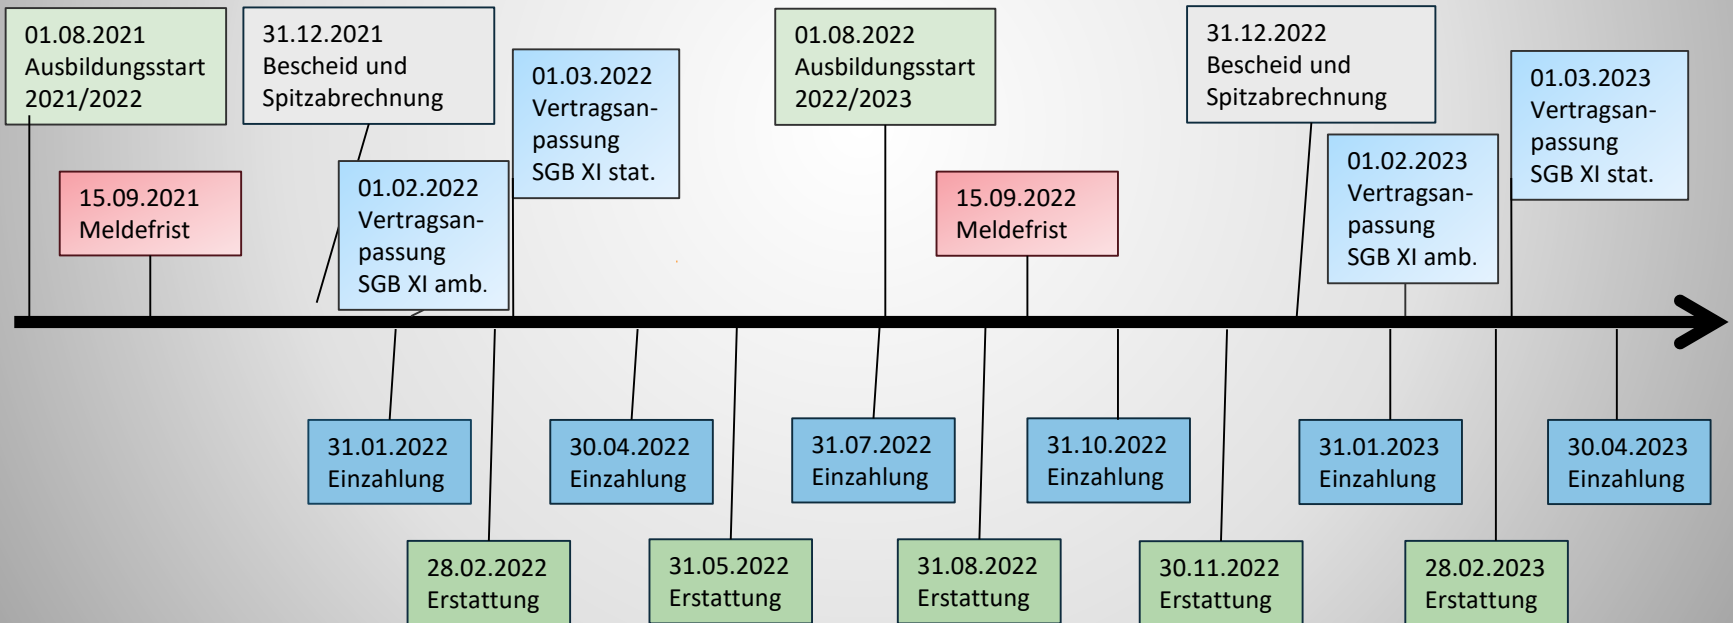 01.08.2021
Ausbildungsstart
2021/2022
31.12.2021
Bescheid und
Spitzabrechnung
01.03.2022
Vertragsan-
passung
SGB XI stat.
01.08.2022
Ausbildungsstart
2022/2023
31.12.2022
Bescheid und
Spitzabrechnung
01.03.2023
Vertragsan-
passung
SGB XI stat.
15.09.2021
Meldefrist
01.02.2022
Vertragsan-
passung
SGB XI amb.
15.09.2022
Meldefrist
01.02.2023
Vertragsan-
passung
SGB XI amb.
31.01.2022
Einzahlung
30.04.2022
Einzahlung
31.07.2022
Einzahlung
31.10.2022
Einzahlung
31.01.2023
Einzahlung
30.04.2023
Einzahlung
28.02.2022
Erstattung
31.05.2022
Erstattung
31.08.2022
Erstattung
30.11.2022
Erstattung
28.02.2023
Erstattung